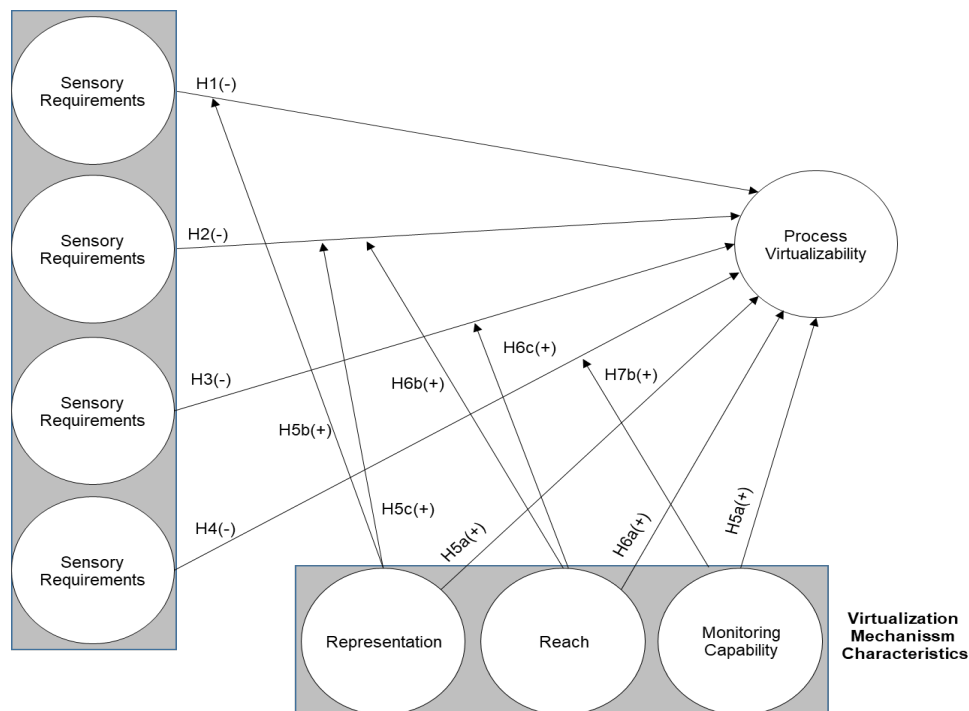 Sensory
Requirements
H1(-)
Sensory
Requirements
H2(-)
Process
Virtualizability
Sensory
Requirements
H3(-)
H6c(+)
H6b(+)
H7b(+)
H5b(+)
Sensory
Requirements
H4(-)
H5c(+)
H5a(+)
H6a(+)
H5a(+)
Representation
Reach
Monitoring
Capability
Virtualization
Mechanissm
Characteristics